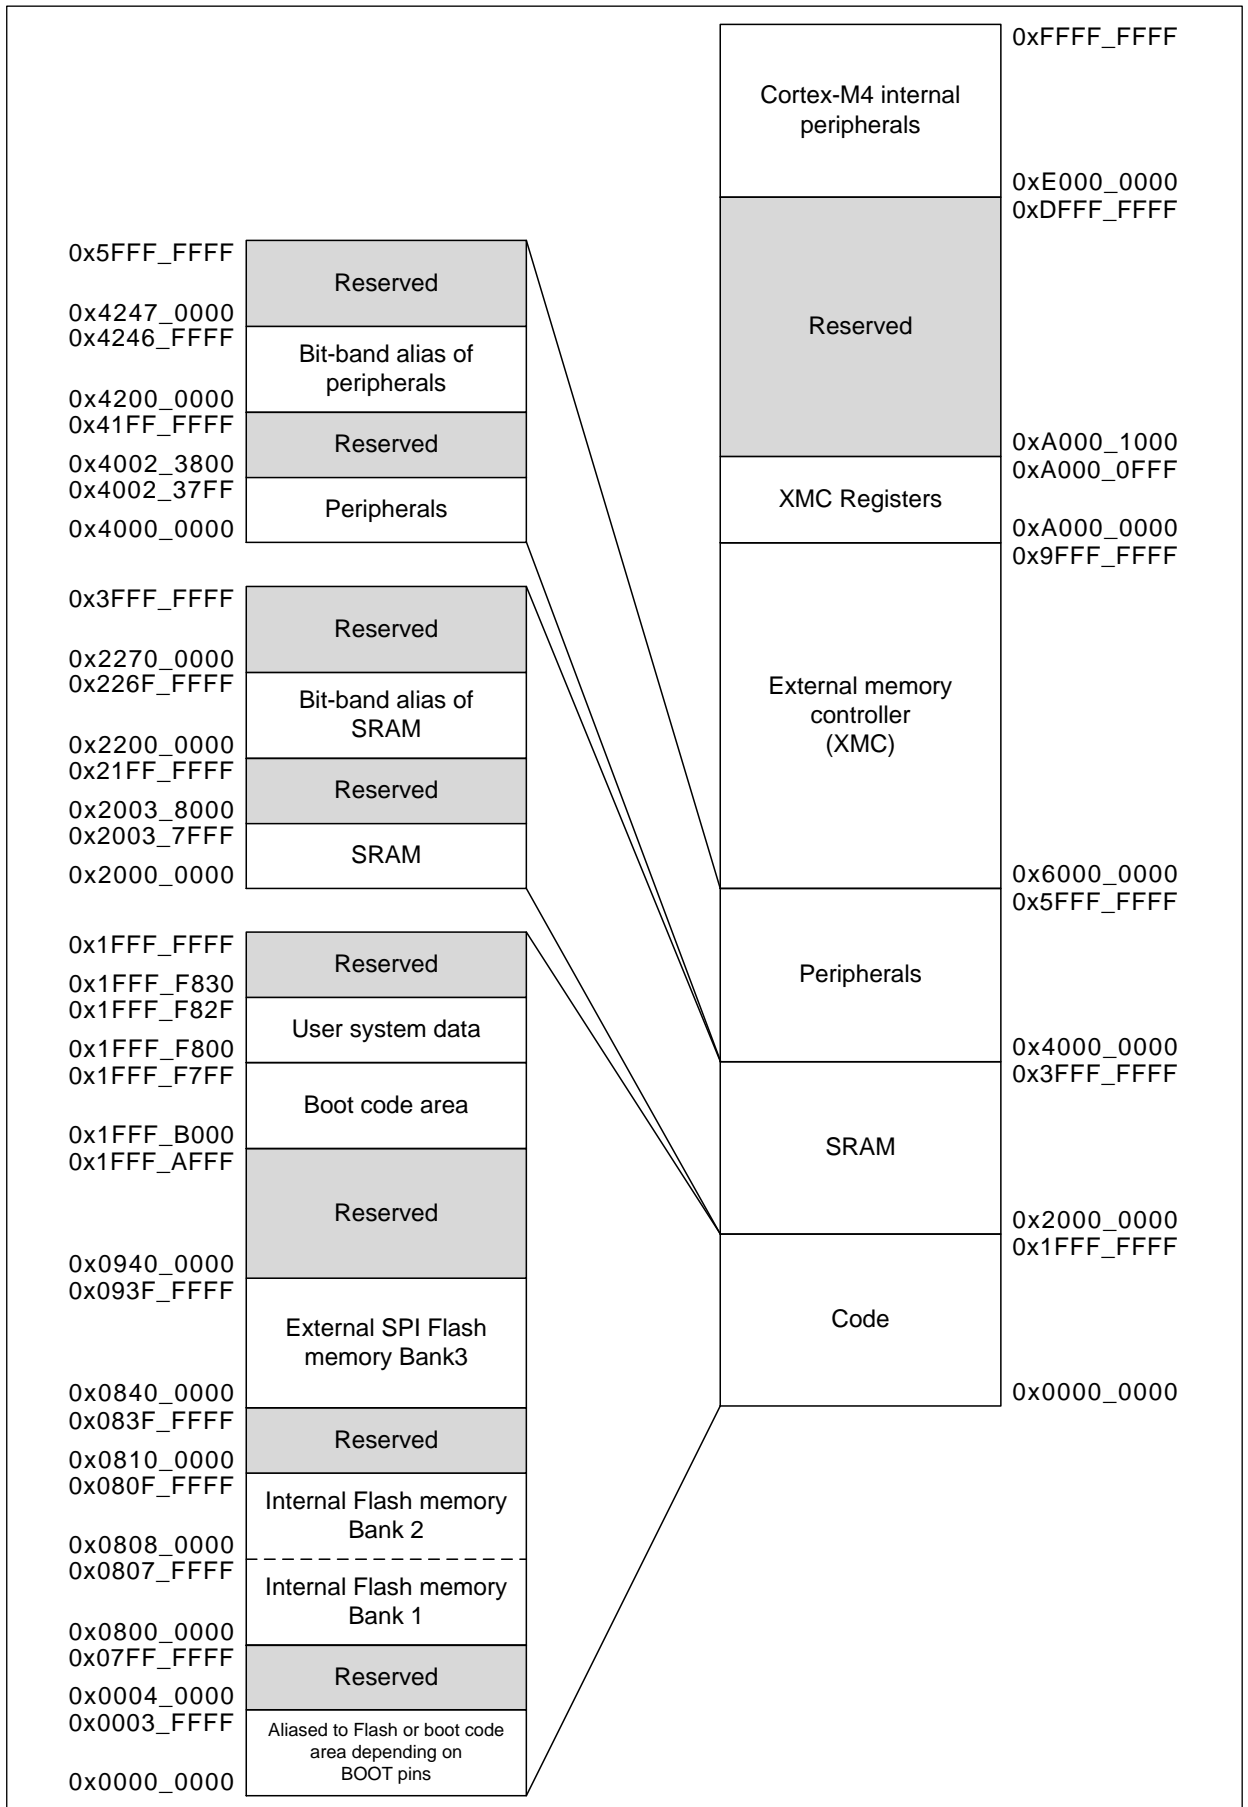 0x5FFF_FFFF
Reserved
0x4247_0000
0x4246_FFFF
Bit-band alias of
peripherals
0x4200_0000
0x41FF_FFFF
Reserved
0x4002_3800
0x4002_37FF
Peripherals
0x4000_0000
0x3FFF_FFFF
Reserved
0x2270_0000
0x226F_FFFF
Bit-band alias of
SRAM
0x2200_0000
0x21FF_FFFF
Reserved
0x2003_8000
0x2003_7FFF
SRAM
0x2000_0000
0x1FFF_FFFF
Reserved
0x1FFF_F830
0x1FFF_F82F
User system data
0x1FFF_F800
0x1FFF_F7FF
Boot code area
0x1FFF_B000
0x1FFF_AFFF
Reserved
0x0940_0000
0x093F_FFFF
External SPI Flash
memory Bank3
0x0840_0000
0x083F_FFFF
Reserved
0x0810_0000
0x080F_FFFF
Internal Flash memory
Bank 2
0x0808_0000
0x0807_FFFF
Internal Flash memory
Bank 1
0x0800_0000
0x07FF_FFFF
Reserved
0x0004_0000
0x0003_FFFF
Aliased to Flash or boot code
area depending on
BOOT pins
0x0000_0000
0xFFFF_FFFF
Cortex-M4 internal
peripherals
0xE000_0000
0xDFFF_FFFF
Reserved
0xA000_1000
0xA000_0FFF
XMC Registers
0xA000_0000
0x9FFF_FFFF
External memory
controller
(XMC)
0x6000_0000
0x5FFF_FFFF
Peripherals
0x4000_0000
0x3FFF_FFFF
SRAM
0x2000_0000
0x1FFF_FFFF
Code
0x0000_0000